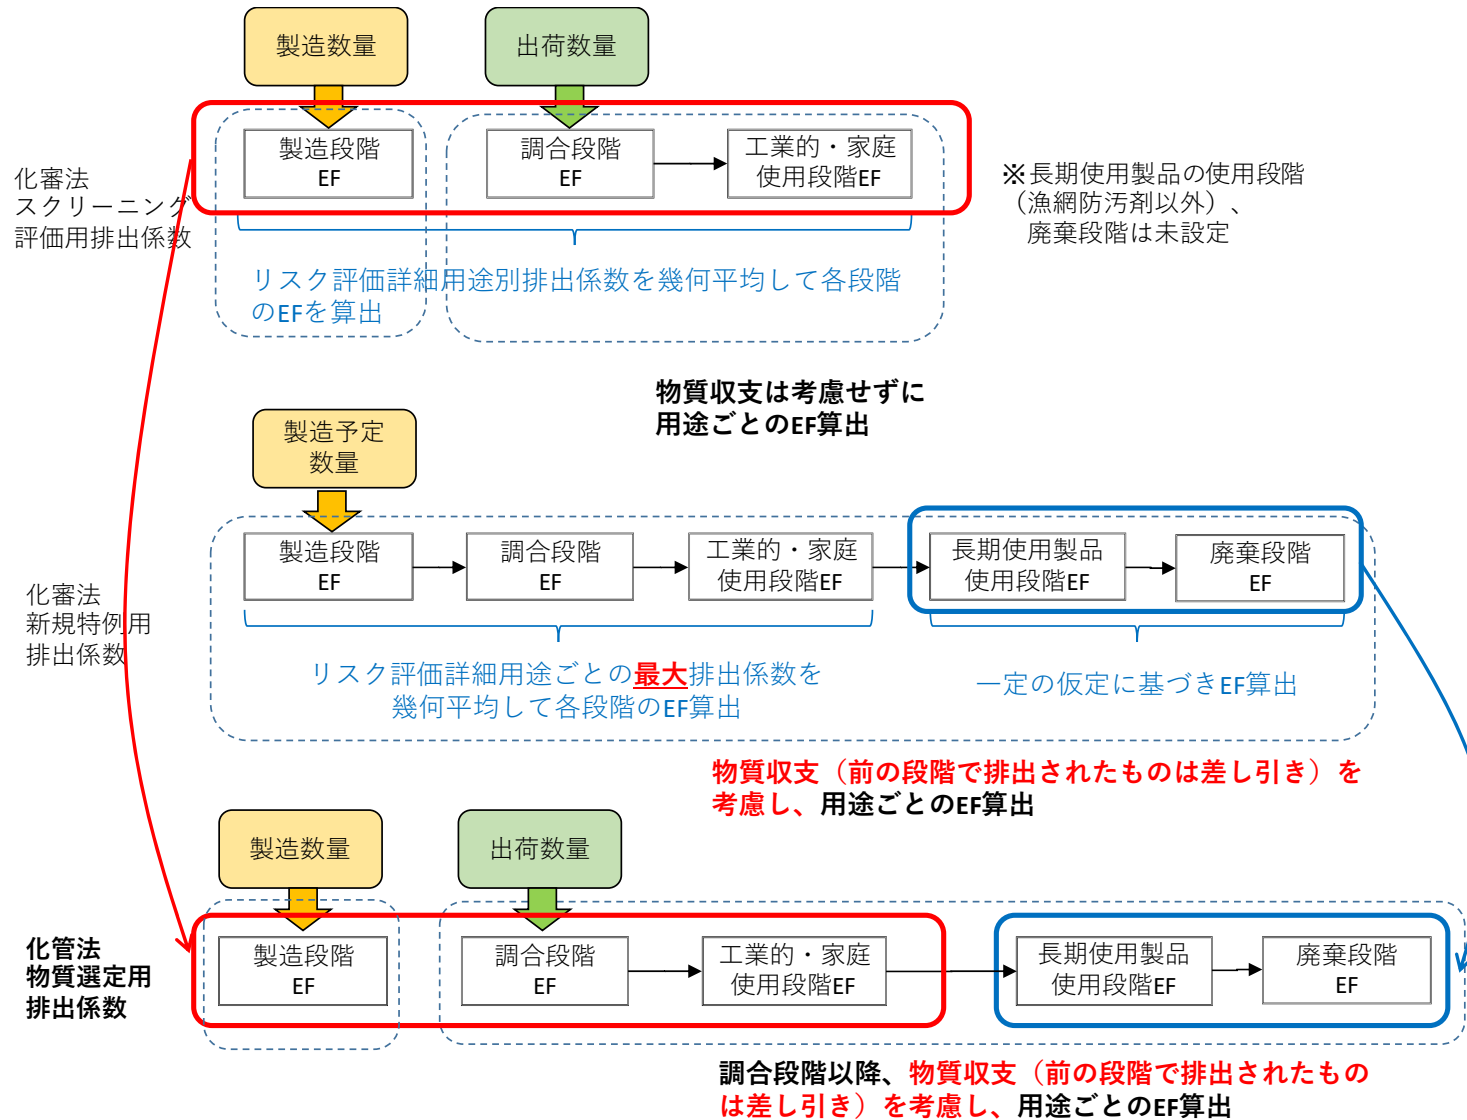 製造数量
出荷数量
製造段階
EF
調合段階
EF
工業的・家庭
使用段階EF
化審法
スクリーニング
評価用排出係数
※長期使用製品の使用段階
（漁網防汚剤以外）、
廃棄段階は未設定
リスク評価詳細用途別排出係数を幾何平均して各段階
のEFを算出
物質収支は考慮せずに
用途ごとのEF算出
製造予定
数量
製造段階
EF
調合段階
EF
工業的・家庭
使用段階EF
長期使用製品
使用段階EF
廃棄段階
EF
化審法
新規特例用
排出係数
リスク評価詳細用途ごとの最大排出係数を
幾何平均して各段階のEF算出
一定の仮定に基づきEF算出
物質収支（前の段階で排出されたものは差し引き）を
考慮し、用途ごとのEF算出
製造数量
出荷数量
化管法
物質選定用
排出係数
製造段階
EF
調合段階
EF
工業的・家庭
使用段階EF
長期使用製品
使用段階EF
廃棄段階
EF
調合段階以降、物質収支（前の段階で排出されたもの
は差し引き）を考慮し、用途ごとのEF算出